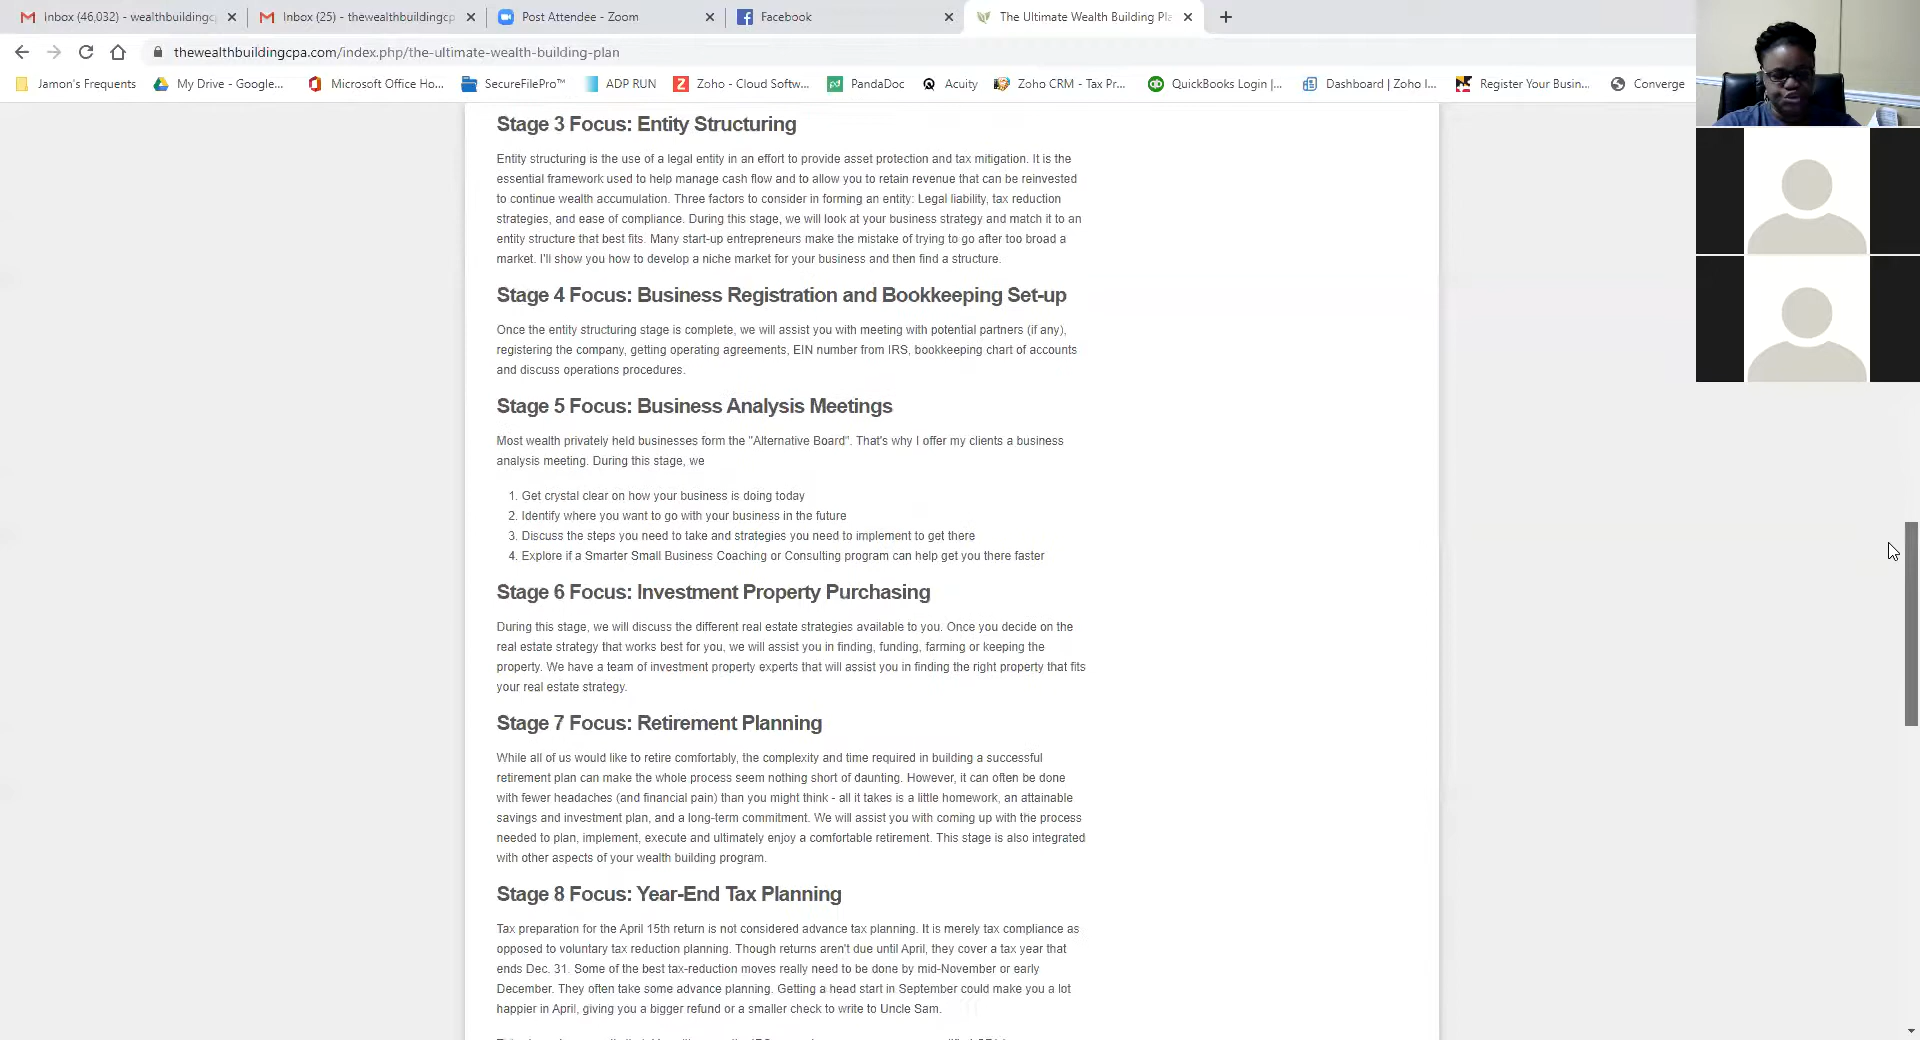 Inbox (46,032) - wealthbuildingc
Inbox (25) - thewealthbuildingcp
Post Attendee - Zoom
Facebook
The Ultimate Wealth Building Pla
thewealthbuildingcpa.com/index.php/the-ultimate-wealth-building-plan
Jamon's Frequents
My Drive - Google...
Microsoft Office Ho...
SecureFilePro™
ADP RUN
Zoho - Cloud Softw...
PandaDoc
Acuity
Zoho CRM - Tax Pr...
QuickBooks Login |...
Dashboard | Zoho I...
Register Your Busin...
Converge
Stage 3 Focus: Entity Structuring
Entity structuring is the use of a legal entity in an effort to provide asset protection and tax mitigation. It is the
essential framework used to help manage cash flow and to allow you to retain revenue that can be reinvested
to continue wealth accumulation. Three factors to consider in forming an entity: Legal liability, tax reduction
strategies, and ease of compliance. During this stage, we will look at your business strategy and match it to an
entity structure that best fits. Many start-up entrepreneurs make the mistake of trying to go after too broad a
market. I'll show you how to develop a niche market for your business and then find a structure.
Stage 4 Focus: Business Registration and Bookkeeping Set-up
Once the entity structuring stage is complete, we will assist you with meeting with potential partners (if any),
registering the company, getting operating agreements, EIN number from IRS, bookkeeping chart of accounts
and discuss operations procedures.
Stage 5 Focus: Business Analysis Meetings
Most wealth privately held businesses form the "Alternative Board". That's why I offer my clients a business
analysis meeting. During this stage, we
1. Get crystal clear on how your business is doing today
2. Identify where you want to go with your business in the future
3. Discuss the steps you need to take and strategies you need to implement to get there
4. Explore if a Smarter Small Business Coaching or Consulting program can help get you there faster
Stage 6 Focus: Investment Property Purchasing
During this stage, we will discuss the different real estate strategies available to you. Once you decide on the
real estate strategy that works best for you, we will assist you in finding, funding, farming or keeping the
property. We have a team of investment property experts that will assist you in finding the right property that fits
your real estate strategy.
Stage 7 Focus: Retirement Planning
While all of us would like to retire comfortably, the complexity and time required in building a successful
retirement plan can make the whole process seem nothing short of daunting. However, it can often be done
with fewer headaches (and financial pain) than you might think - all it takes is a little homework, an attainable
savings and investment plan, and a long-term commitment. We will assist you with coming up with the process
needed to plan, implement, execute and ultimately enjoy a comfortable retirement. This stage is also integrated
with other aspects of your wealth building program.
Stage 8 Focus: Year-End Tax Planning
Tax preparation for the April 15th return is not considered advance tax planning. It is merely tax compliance as
opposed to voluntary tax reduction planning. Though returns aren't due until April, they cover a tax year that
ends Dec. 31. Some of the best tax-reduction moves really need to be done by mid-November or early
December. They often take some advance planning. Getting a head start in September could make you a lot
happier in April, giving you a bigger refund or a smaller check to write to Uncle Sam.